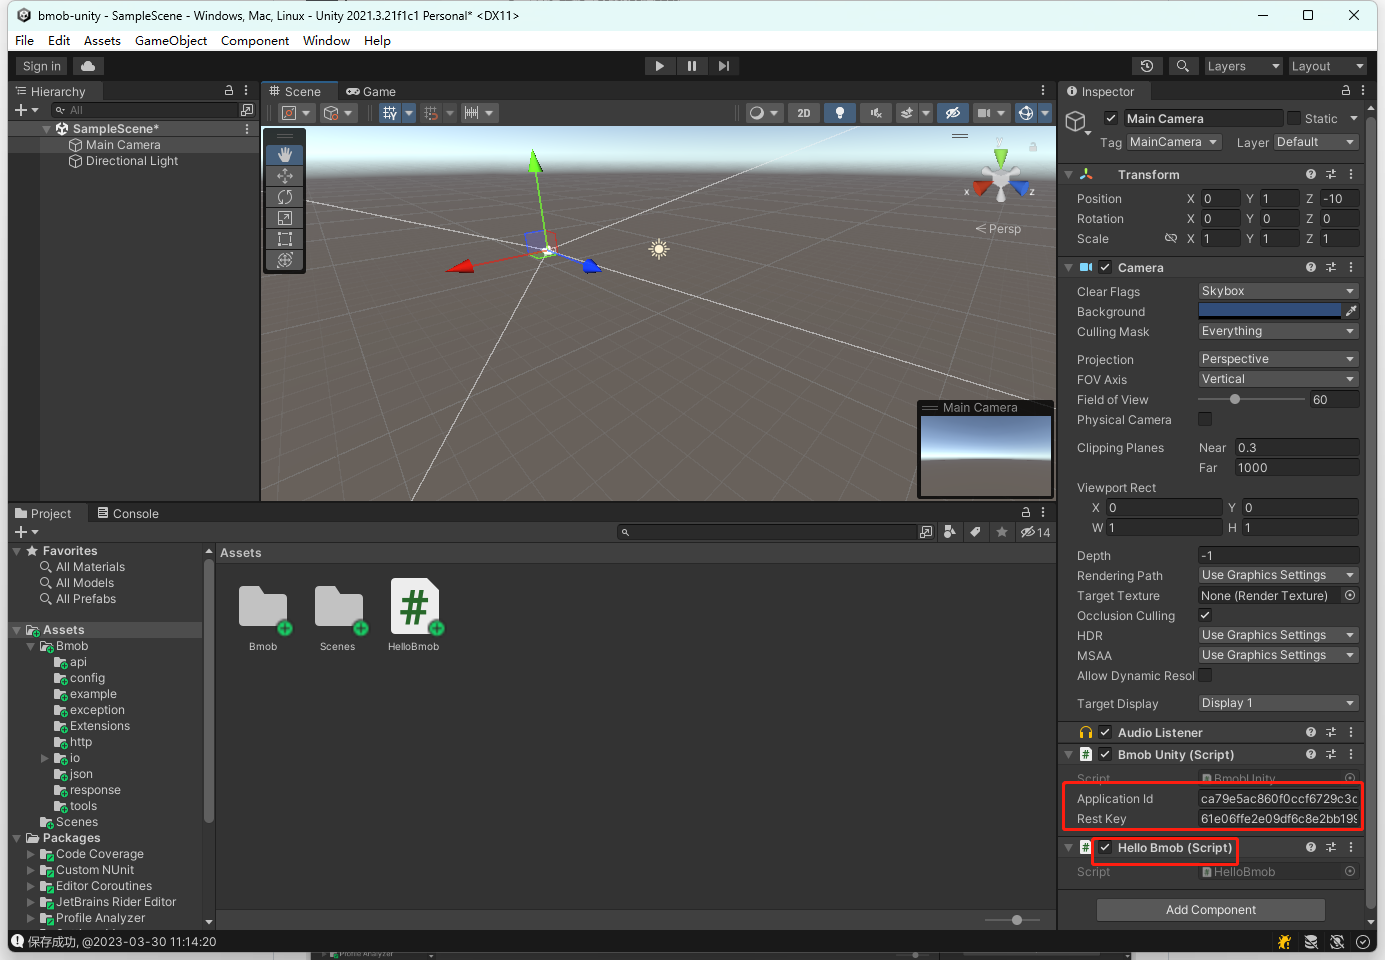 bmob-unity - SampleScene - Windows, Mac, Linux - Unity 2021.3.21f1c1 Personal* <DX11>
File Edit Assets GameObject Component Window Help
Sign in
Layers
Layout
Hierarchy
All
SampleScene*
Main Camera
Directional Light
Scene
Game
2D
y
x
z
Persp
Main Camera
Inspector
Main Camera
Static
Tag MainCamera
Layer Default
Transform
Position X 0 Y 1 Z -10
Rotation X 0 Y 0 Z 0
Scale X 1 Y 1 Z 1
Camera
Clear Flags Skybox
Background
Culling Mask Everything
Projection Perspective
FOV Axis Vertical
Field of View 60
Physical Camera
Clipping Planes Near 0.3
Far 1000
Viewport Rect
X 0 Y 0
W 1 H 1
Depth -1
Rendering Path Use Graphics Settings
Target Texture None (Render Texture)
Occlusion Culling
HDR Use Graphics Settings
MSAA Use Graphics Settings
Allow Dynamic Resol
Target Display Display 1
Audio Listener
Bmob Unity (Script)
Script BmobUnity
Application Id ca79e5ac860f0ccf6729c3c
Rest Key 61e06ffe2e09df6c8e2bb199
Hello Bmob (Script)
Script HelloBmob
Add Component
Project
Console
14
Favorites
All Materials
All Models
All Prefabs
Assets
Bmob
api
config
example
exception
Extensions
http
io
json
response
tools
Scenes
Packages
Code Coverage
Custom NUnit
Editor Coroutines
JetBrains Rider Editor
Profile Analyzer
Assets
Bmob
Scenes
HelloBmob
保存成功, @2023-03-30 11:14:20
Profile Analyzer